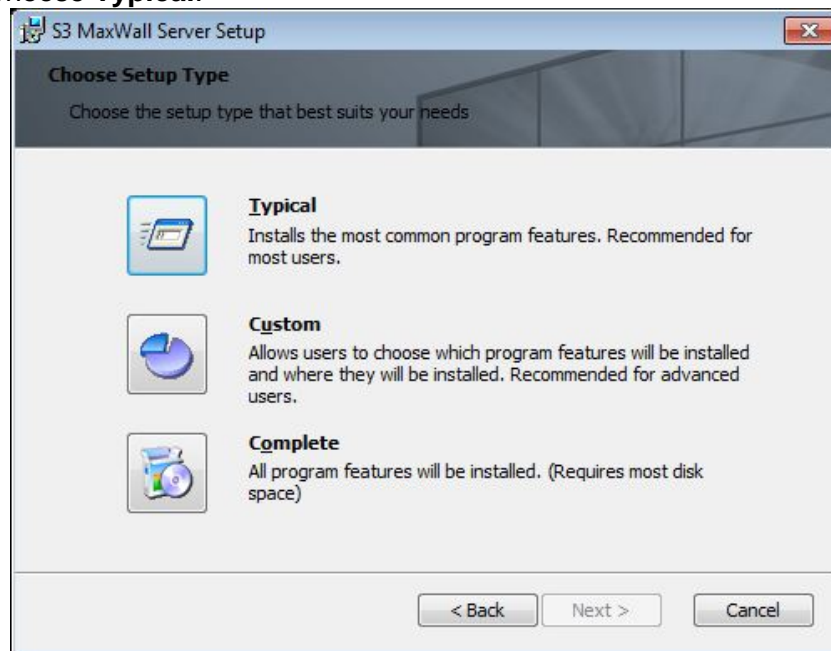 Typical.
S3 MaxWall Server Setup
Choose Setup Type
Choose the setup type that best suits your needs
Typical
Installs the most common program features. Recommended for
most users.
Custom
Allows users to choose which program features will be installed
and where they will be installed. Recommended for advanced
users.
Complete
All program features will be installed. (Requires most disk
space)
< Back Next > Cancel